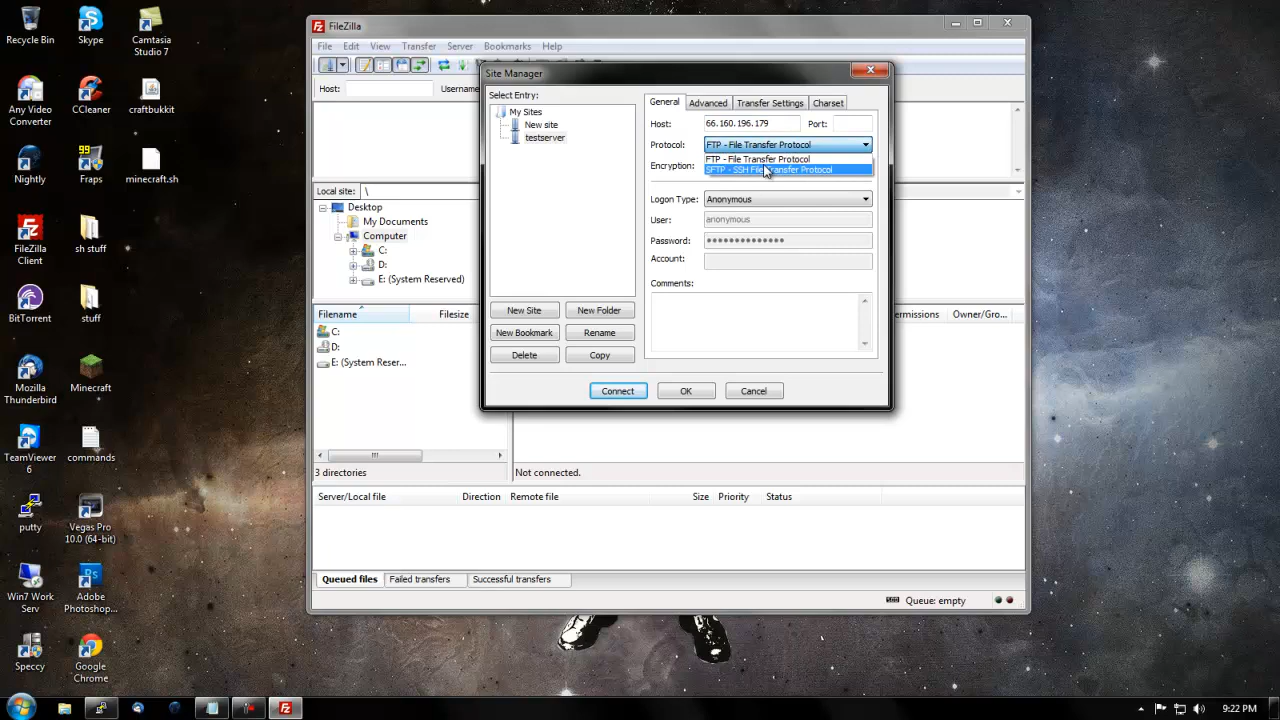 Recycle Bin
Skype
Camtasia Studio 7
Any Video Converter
CCleaner
craftbukkit
Nightly
99
Fraps
minecraft.sh
FileZilla Client
sh stuff
BitTorrent
stuff
Mozilla Thunderbird
Minecraft
TeamViewer 6
commands
putty
Vegas Pro 10.0 (64-bit)
Win7 Work Serv
Adobe Photoshop...
Speccy
Google Chrome
FileZilla
File Edit View Transfer Server Bookmarks Help
Host: Username
Local site: \
Desktop
My Documents
Computer
C:
D:
E: (System Reserved)
Filename Filesize
C:
D:
E: (System Reser...
3 directories
ermissions Owner/Gro...
Not connected.
Site Manager
Select Entry:
My Sites
New site
testserver
New Site New Folder
New Bookmark Rename
Delete Copy
General Advanced Transfer Settings Charset
Host: 66.160.196.179 Port:
Protocol: FTP - File Transfer Protocol
FTP - File Transfer Protocol
SFTP - SSH File Transfer Protocol
Encryption:
Logon Type: Anonymous
User: anonymous
Password: ●●●●●●●●●●●●●●
Account:
Comments:
Connect OK Cancel
Server/Local file Direction Remote file Size Priority Status
Queued files Failed transfers Successful transfers
Queue: empty
9:22 PM